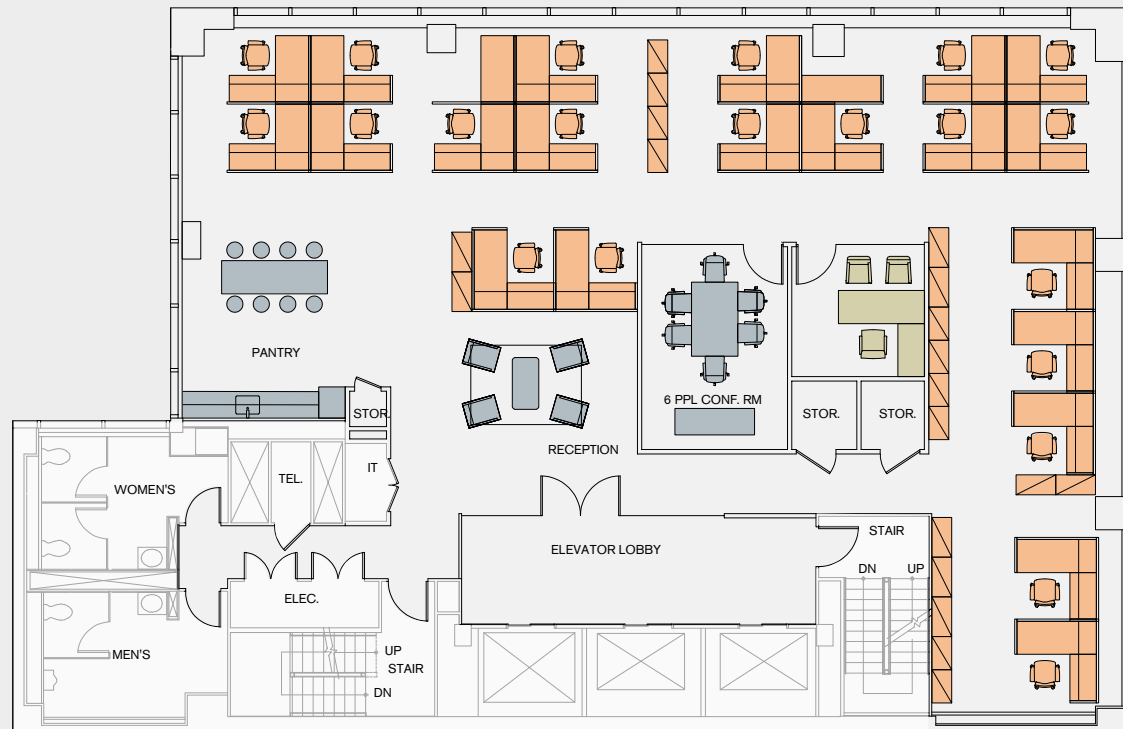 PANTRY
6 PPL CONF. RM
STOR.
STOR.
STOR.
RECEPTION
IT
TEL.
WOMEN'S
ELEVATOR LOBBY
STAIR
DN
UP
ELEC.
MEN'S
UP
STAIR
DN